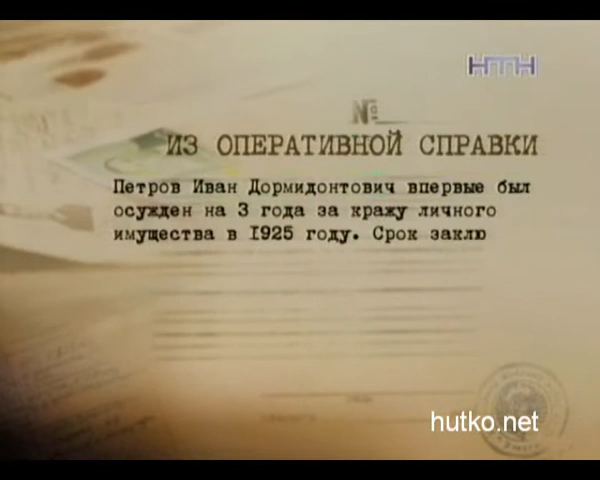 НТН
№
ИЗ ОПЕРАТИВНОЙ СПРАВКИ
Петров Иван Дормидонтович впервые был
осужден на 3 года за кражу личного
имущества в 1925 году. Срок заклю
hutko.net